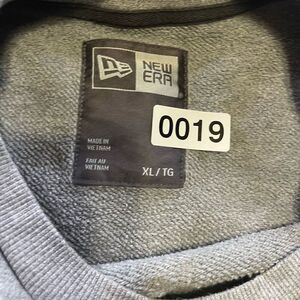 NEW
ERA
0019
MADE IN
VIETNAM
FAIT AU
VIETNAM
XL / TG